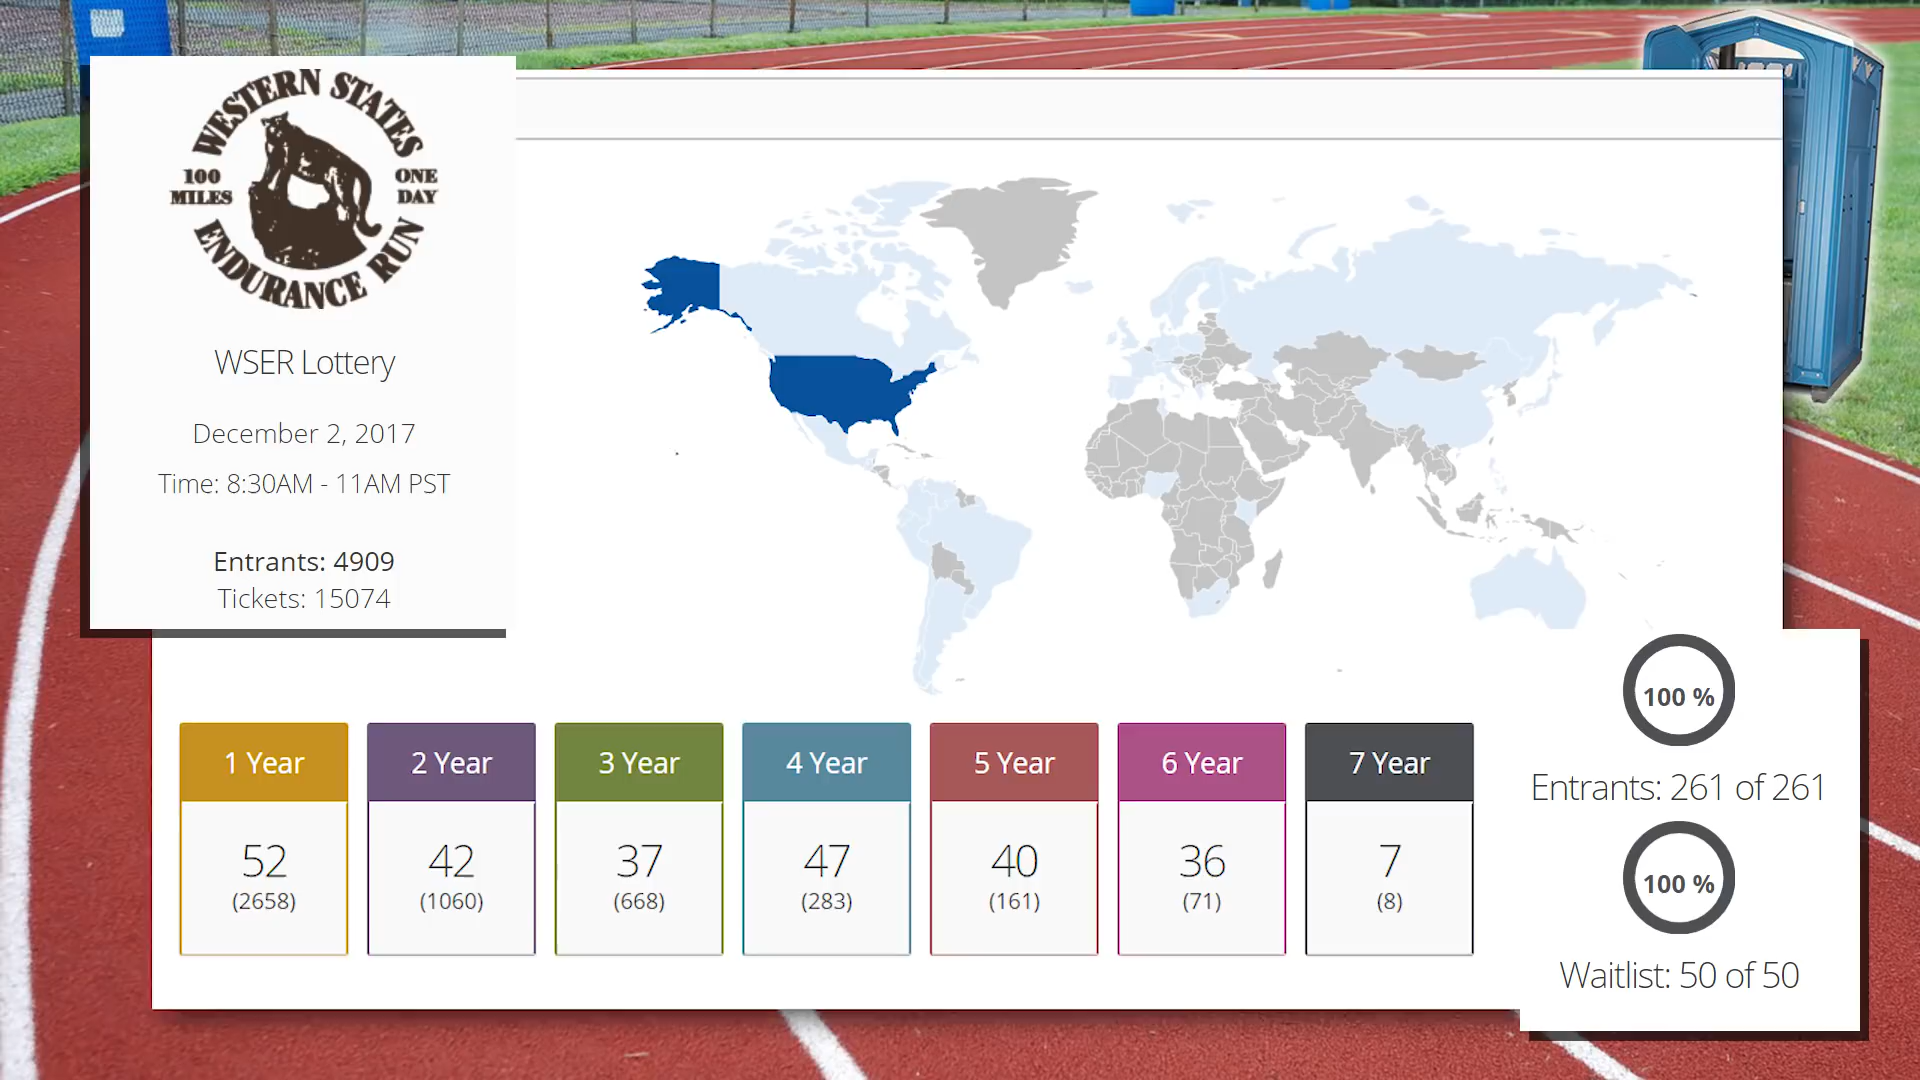 WESTERN STATES
100 MILES
ONE DAY
ENDURANCE RUN
WSER Lottery
December 2, 2017
Time: 8:30AM - 11AM PST
Entrants: 4909
Tickets: 15074
1 Year
52
(2658)
2 Year
42
(1060)
3 Year
37
(668)
4 Year
47
(283)
5 Year
40
(161)
6 Year
36
(71)
7 Year
7
(8)
100 %
Entrants: 261 of 261
100 %
Waitlist: 50 of 50